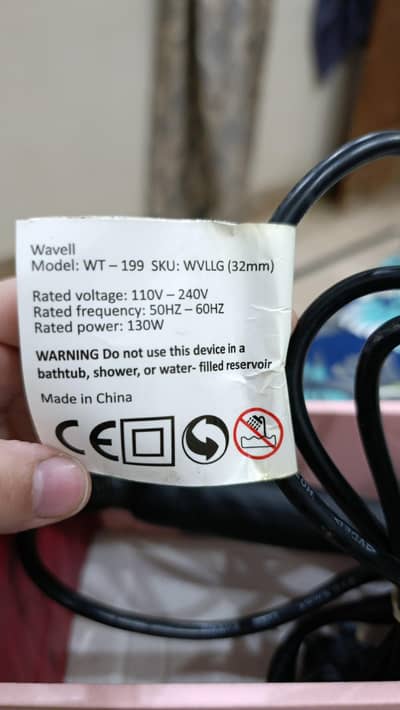 Wavell
Model: WT – 199 SKU: WVLLG (32mm)
Rated voltage: 110V – 240V
Rated frequency: 50HZ – 60HZ
Rated power: 130W
WARNING Do not use this device in a
bathtub, shower, or water- filled reservoir
Made in China
CE